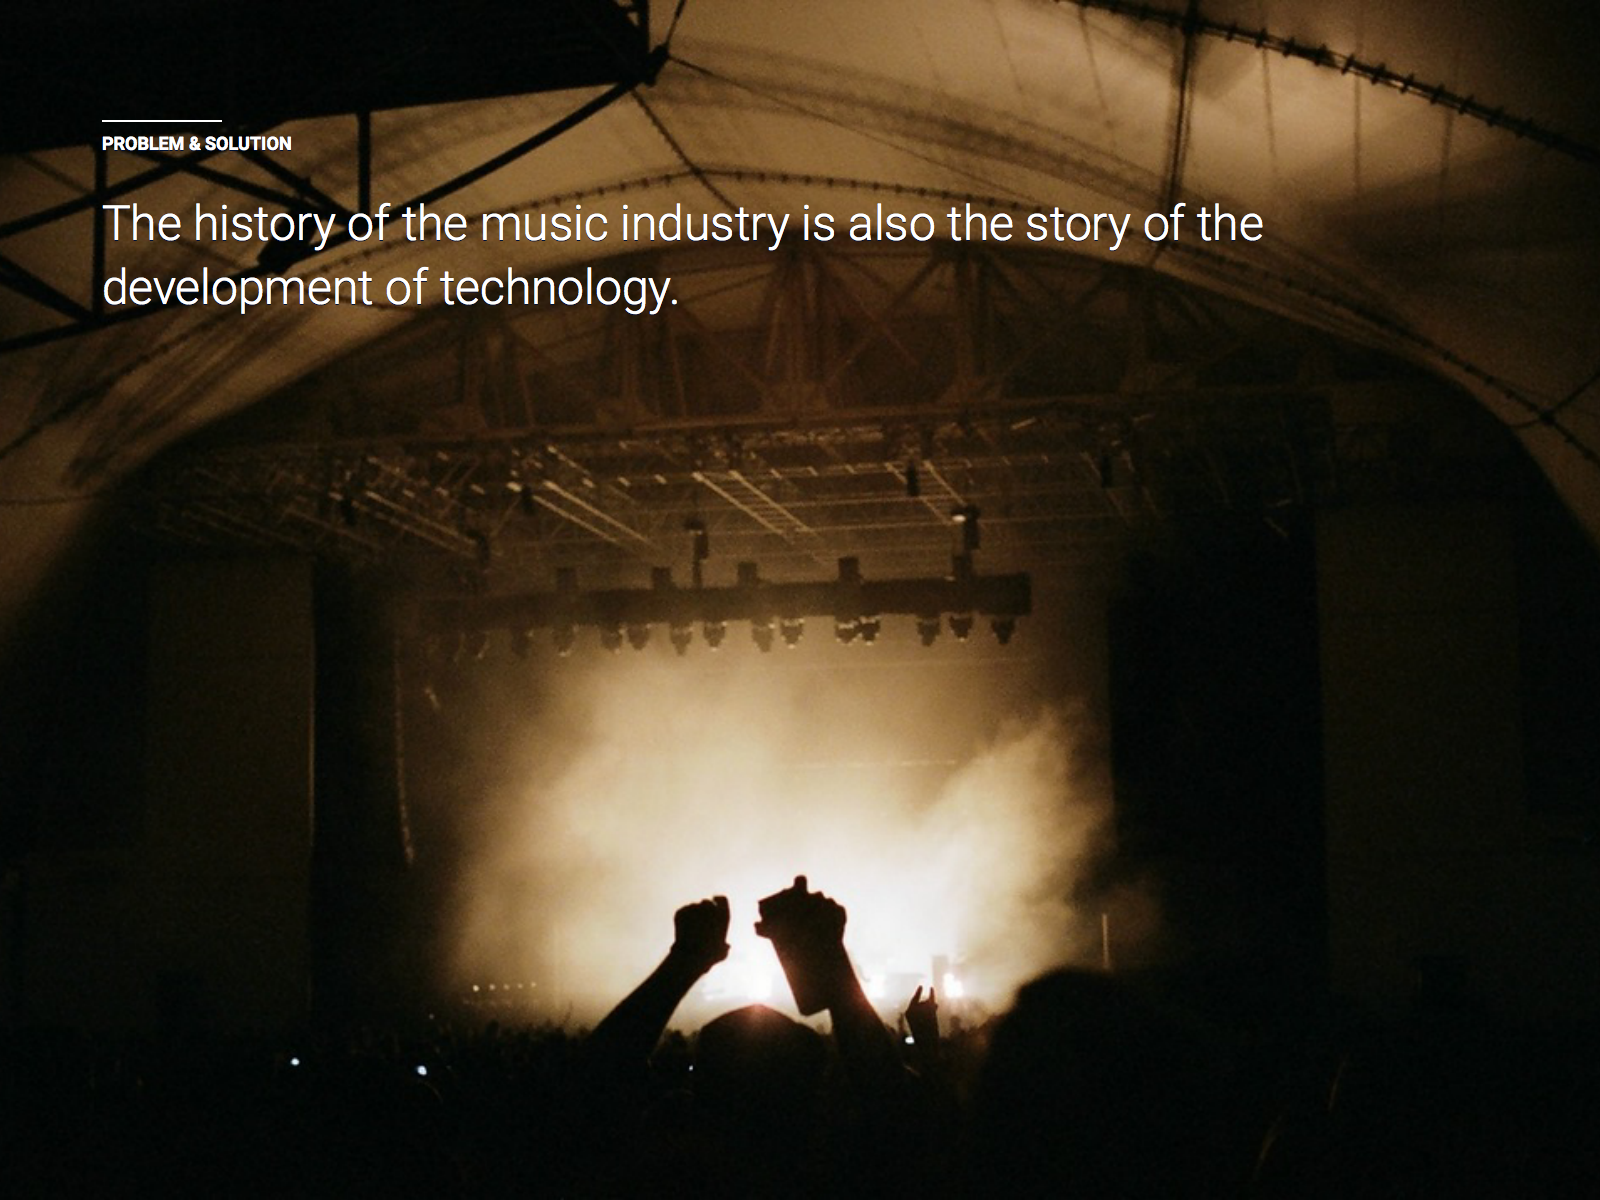 PROBLEM & SOLUTION
The history of the music industry is also the story of the
development of technology.